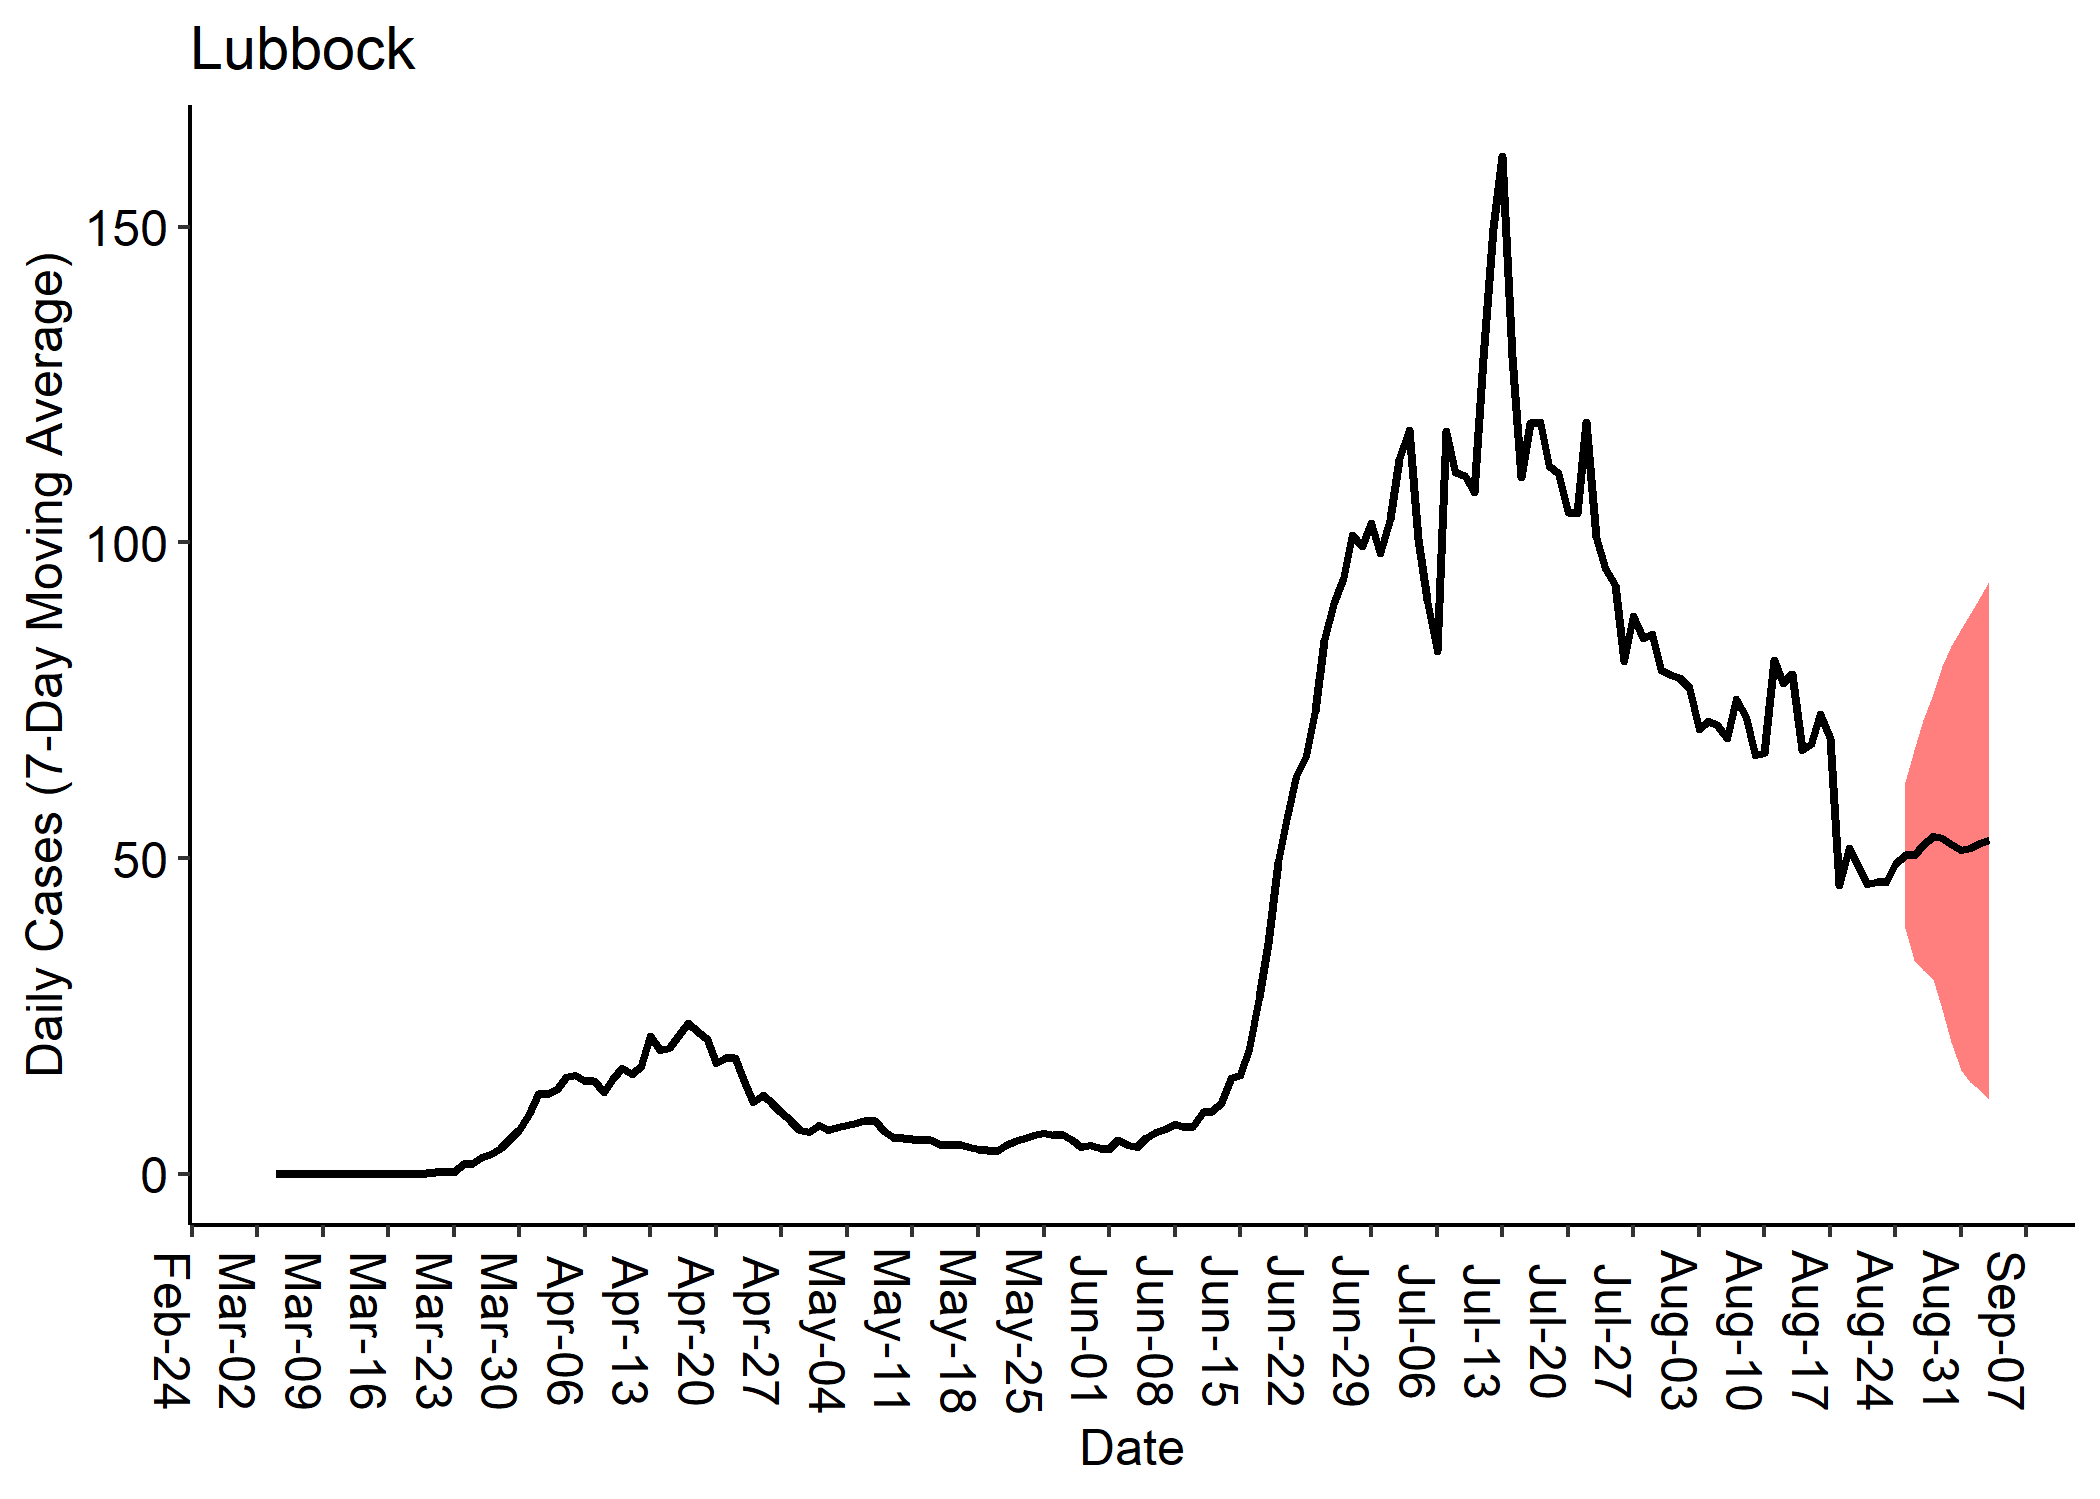 Lubbock
Daily Cases (7-Day Moving Average)
150
100
50
0
Feb-24
Mar-02
Mar-09
Mar-16
Mar-23
Mar-30
Apr-06
Apr-13
Apr-20
Apr-27
May-04
May-11
May-18
May-25
Jun-01
Jun-08
Jun-15
Jun-22
Jun-29
Jul-06
Jul-13
Jul-20
Jul-27
Aug-03
Aug-10
Aug-17
Aug-24
Aug-31
Sep-07
Date